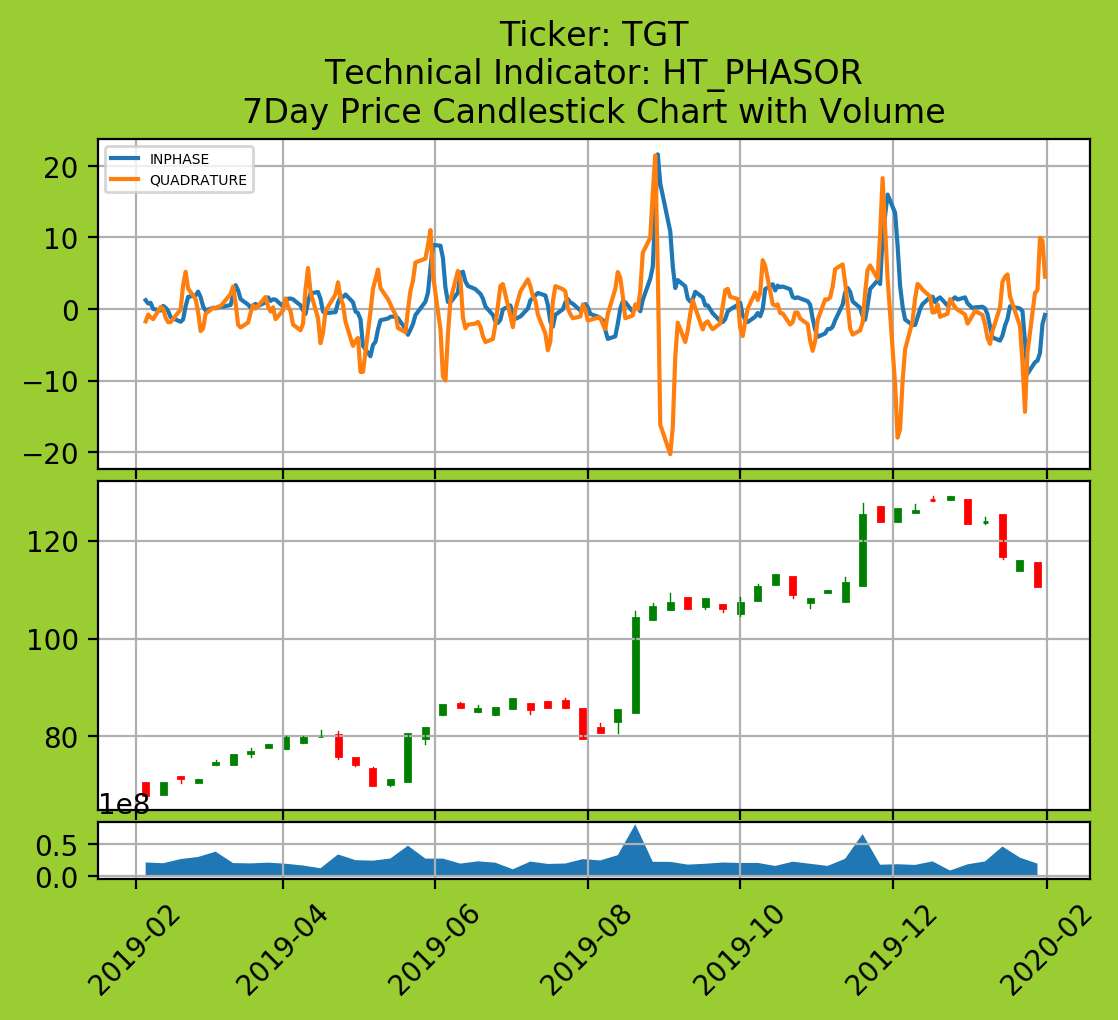 Ticker: TGT
Technical Indicator: HT_PHASOR
7Day Price Candlestick Chart with Volume
INPHASE
QUADRATURE
20
10
0
−10
−20
120
100
80
1e8
0.5
0.0
2019-02
2019-04
2019-06
2019-08
2019-10
2019-12
2020-02